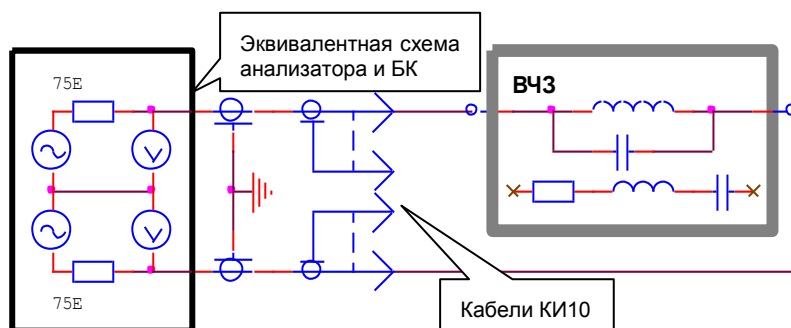 Эквивалентная схема
анализатора и БК
75E
ВЧЗ
V
V
75E
Кабели КИ10